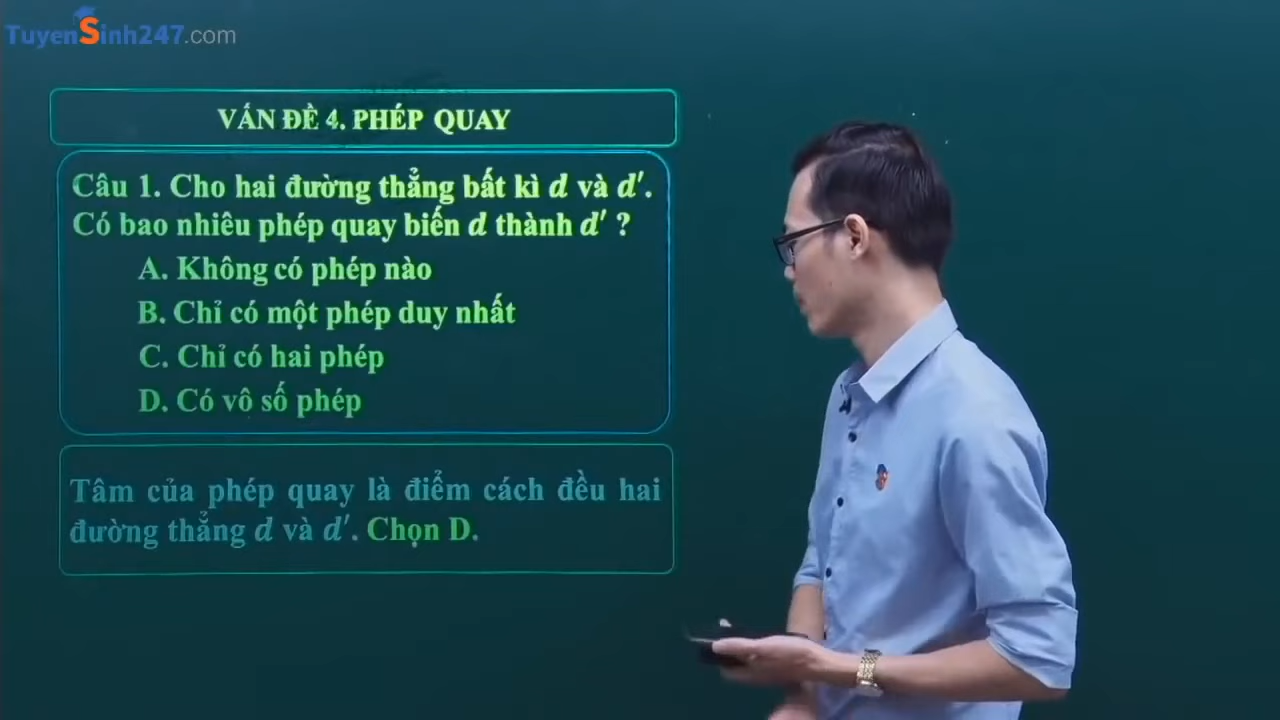 TuyenSinh247.com
VẤN ĐỀ 4. PHÉP QUAY
Câu 1. Cho hai đường thẳng bất kì d và d′.
Có bao nhiêu phép quay biến d thành d′ ?
A. Không có phép nào
B. Chỉ có một phép duy nhất
C. Chỉ có hai phép
D. Có vô số phép
Tâm của phép quay là điểm cách đều hai
đường thẳng d và d′. Chọn D.